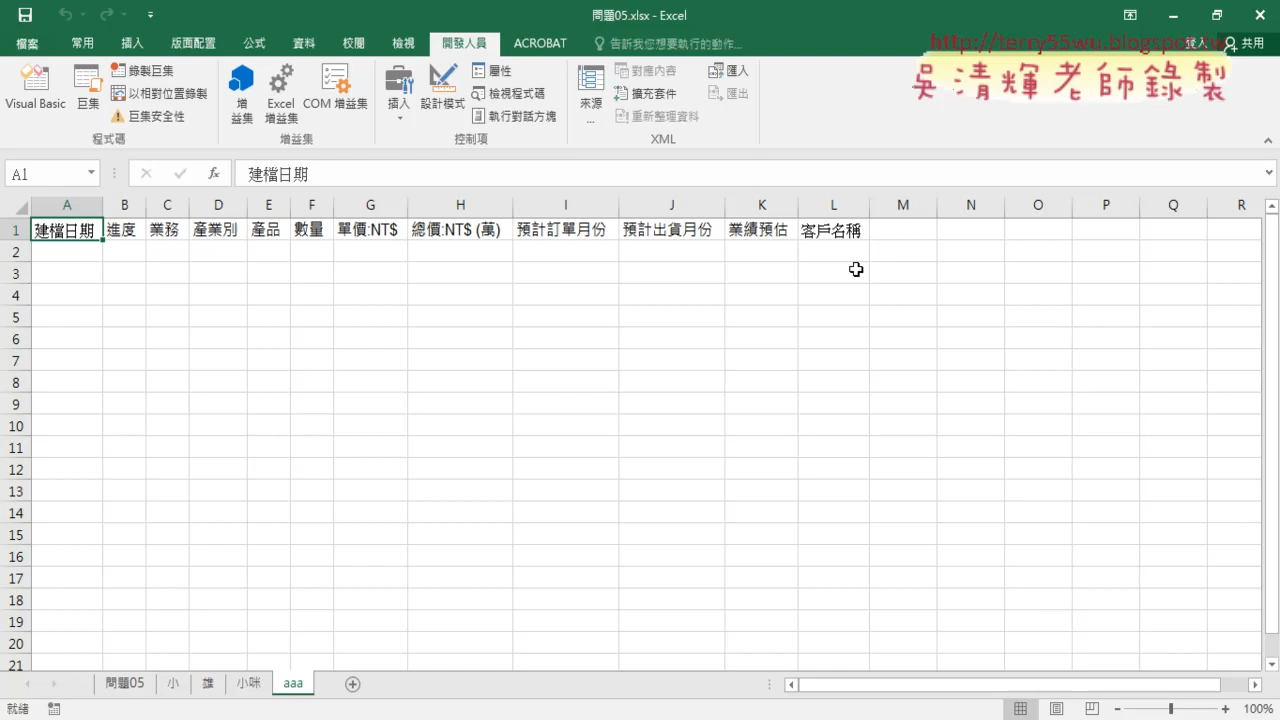 問題05.xlsx - Excel
檔案 常用 插入 版面配置 公式 資料 校閱 檢視 開發人員 ACROBAT 告訴我您想要執行的動作... 登入 共用
http://terry55wu.blogspot.tw
吳清輝老師錄製
Visual Basic 巨集 錄製巨集 以相對位置錄製 巨集安全性
增益集 Excel 增益集 COM 增益集
插入 設計模式 屬性 檢視程式碼 執行對話方塊
來源... 對應內容 擴充套件 重新整理資料 匯入 匯出
程式碼 增益集 控制項 XML
A1 fx 建檔日期
A B C D E F G H I J K L M N O P Q R
1 建檔日期 進度 業務 產業別 產品 數量 單價:NT$ 總價:NT$ (萬) 預計訂單月份 預計出貨月份 業績預估 客戶名稱
2
3
4
5
6
7
8
9
10
11
12
13
14
15
16
17
18
19
20
21
問題05 小 雄 小咪 aaa
就緒 100%